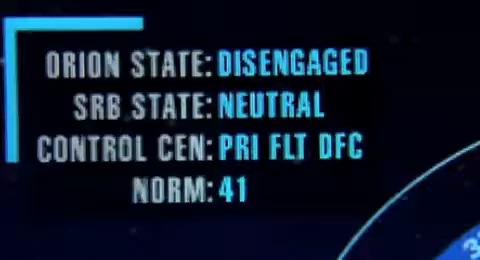 ORION STATE: DISENGAGED
SRB STATE: NEUTRAL
CONTROL CEN: PRI FLT DFC
NORM: 41